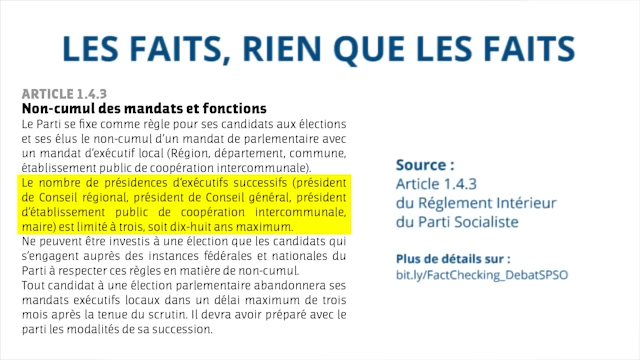 LES FAITS, RIEN QUE LES FAITS
ARTICLE 1.4.3
Non-cumul des mandats et fonctions
Le Parti se fixe comme règle pour ses candidats aux élections
et ses élus le non-cumul d'un mandat de parlementaire avec
un mandat d'exécutif local (Région, département, commune,
établissement public de coopération intercommunale).
Le nombre de présidences d'exécutifs successifs (président
de Conseil régional, président de Conseil général, président
d'établissement public de coopération intercommunale,
maire) est limité à trois, soit dix-huit ans maximum.
Ne peuvent être investis à une élection que les candidats qui
s'engagent auprès des instances fédérales et nationales du
Parti à respecter ces règles en matière de non-cumul.
Tout candidat à une élection parlementaire abandonnera ses
mandats exécutifs locaux dans un délai maximum de trois
mois après la tenue du scrutin. Il devra avoir préparé avec le
parti les modalités de sa succession.
Source :
Article 1.4.3
du Réglement Intérieur
du Parti Socialiste
Plus de détails sur :
bit.ly/FactChecking_DebatSPSO